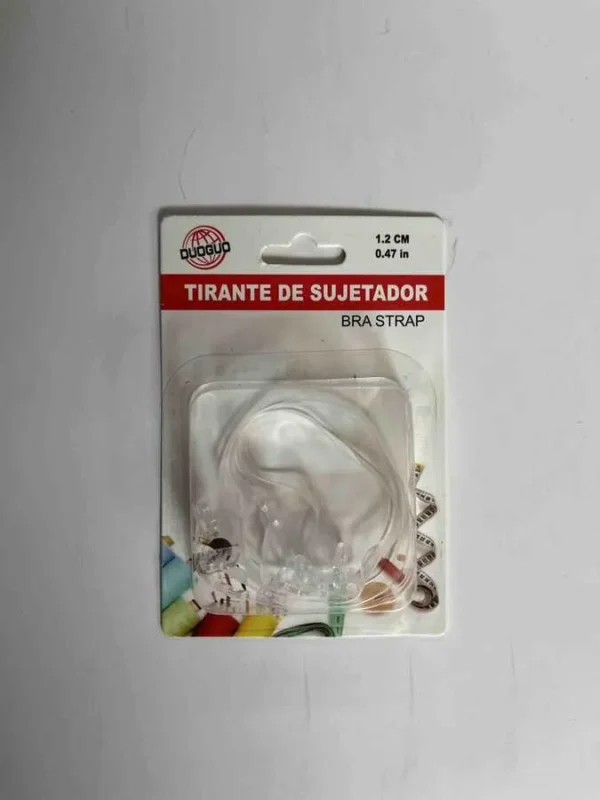 DUOGUO
1.2 CM
0.47 in
TIRANTE DE SUJETADOR
BRA STRAP